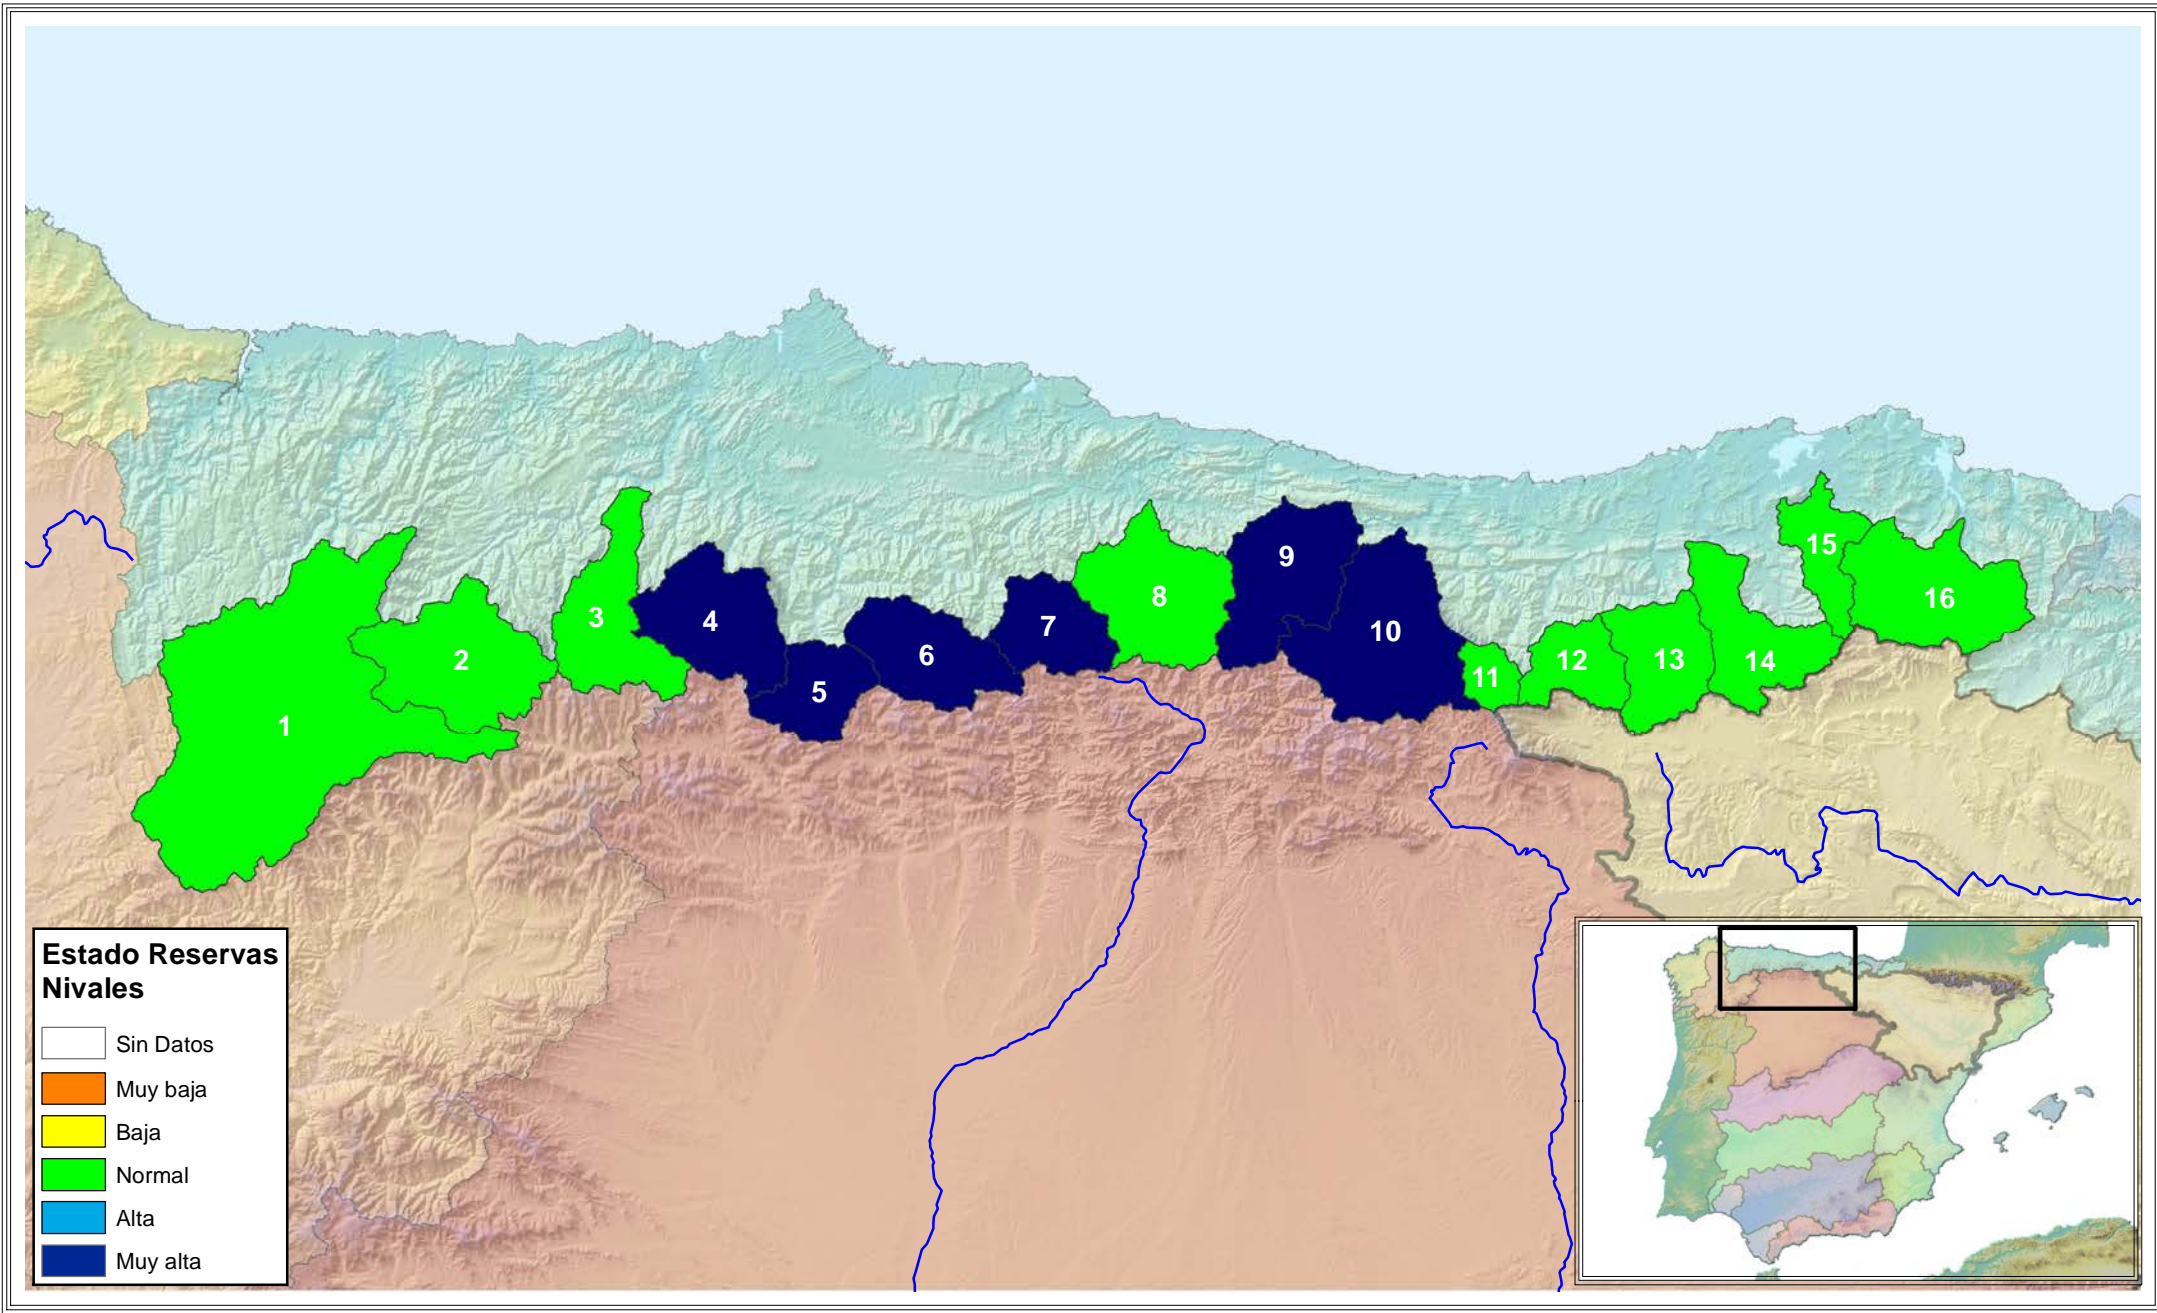 1
2
3
4
5
6
7
8
9
10
11
12
13
14
15
16
Estado Reservas
Nivales
Sin Datos
Muy baja
Baja
Normal
Alta
Muy alta